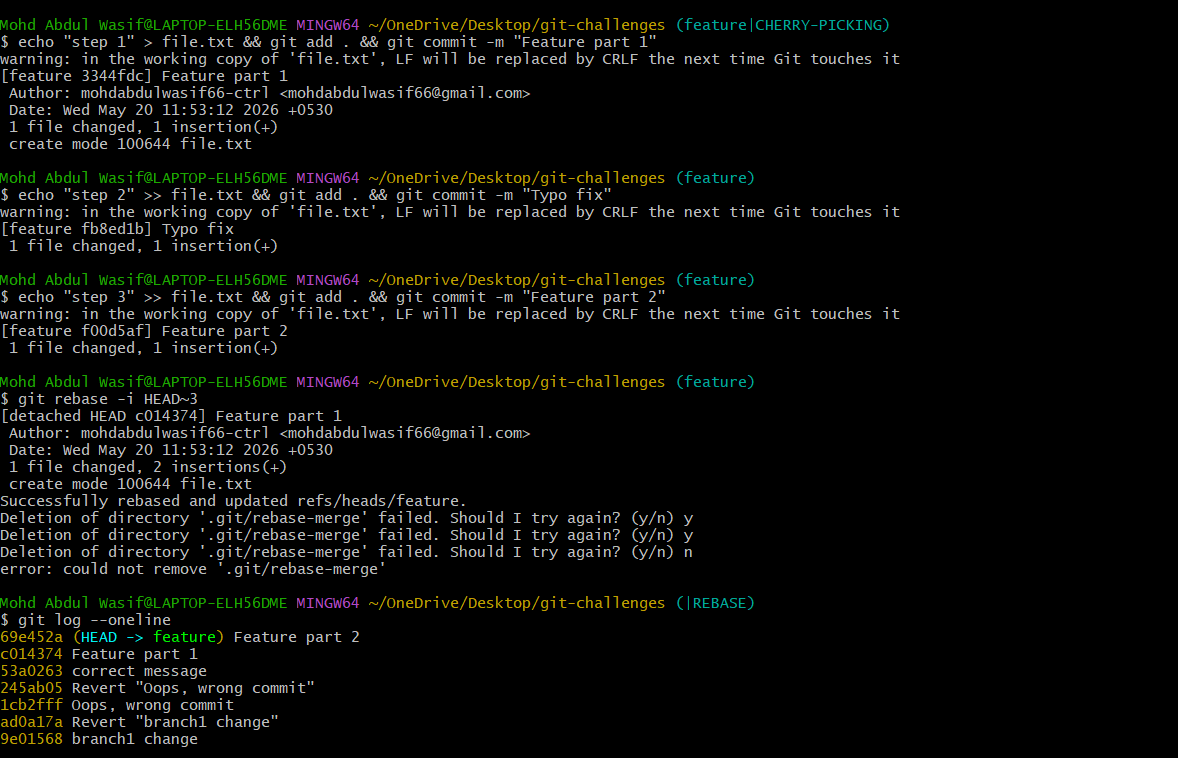 Mohd Abdul Wasif@LAPTOP-ELH56DME MINGW64 ~/OneDrive/Desktop/git-challenges (feature|CHERRY-PICKING)
$ echo "step 1" > file.txt && git add . && git commit -m "Feature part 1"
warning: in the working copy of 'file.txt', LF will be replaced by CRLF the next time Git touches it
[feature 3344fdc] Feature part 1
 Author: mohdabdulwasif66-ctrl <mohdabdulwasif66@gmail.com>
 Date: Wed May 20 11:53:12 2026 +0530
 1 file changed, 1 insertion(+)
 create mode 100644 file.txt

Mohd Abdul Wasif@LAPTOP-ELH56DME MINGW64 ~/OneDrive/Desktop/git-challenges (feature)
$ echo "step 2" >> file.txt && git add . && git commit -m "Typo fix"
warning: in the working copy of 'file.txt', LF will be replaced by CRLF the next time Git touches it
[feature fb8ed1b] Typo fix
 1 file changed, 1 insertion(+)

Mohd Abdul Wasif@LAPTOP-ELH56DME MINGW64 ~/OneDrive/Desktop/git-challenges (feature)
$ echo "step 3" >> file.txt && git add . && git commit -m "Feature part 2"
warning: in the working copy of 'file.txt', LF will be replaced by CRLF the next time Git touches it
[feature f00d5af] Feature part 2
 1 file changed, 1 insertion(+)

Mohd Abdul Wasif@LAPTOP-ELH56DME MINGW64 ~/OneDrive/Desktop/git-challenges (feature)
$ git rebase -i HEAD~3
[detached HEAD c014374] Feature part 1
 Author: mohdabdulwasif66-ctrl <mohdabdulwasif66@gmail.com>
 Date: Wed May 20 11:53:12 2026 +0530
 1 file changed, 2 insertions(+)
 create mode 100644 file.txt
Successfully rebased and updated refs/heads/feature.
Deletion of directory '.git/rebase-merge' failed. Should I try again? (y/n) y
Deletion of directory '.git/rebase-merge' failed. Should I try again? (y/n) y
Deletion of directory '.git/rebase-merge' failed. Should I try again? (y/n) n
error: could not remove '.git/rebase-merge'

Mohd Abdul Wasif@LAPTOP-ELH56DME MINGW64 ~/OneDrive/Desktop/git-challenges (|REBASE)
$ git log --oneline
69e452a (HEAD -> feature) Feature part 2
c014374 Feature part 1
53a0263 correct message
245ab05 Revert "Oops, wrong commit"
1cb2fff Oops, wrong commit
ad0a17a Revert "branch1 change"
9e01568 branch1 change